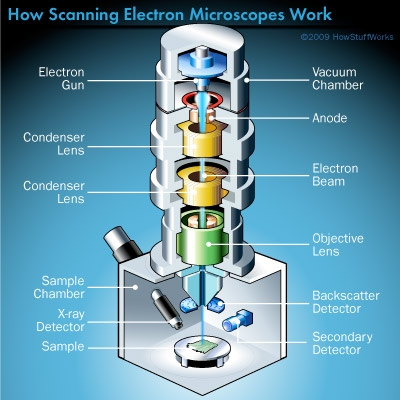 How Scanning Electron Microscopes Work
©2009 HowStuffWorks
Electron
Gun
Vacuum
Chamber
Anode
Condenser
Lens
Electron
Beam
Condenser
Lens
Objective
Lens
Sample
Chamber
Backscatter
Detector
X-ray
Detector
Secondary
Detector
Sample